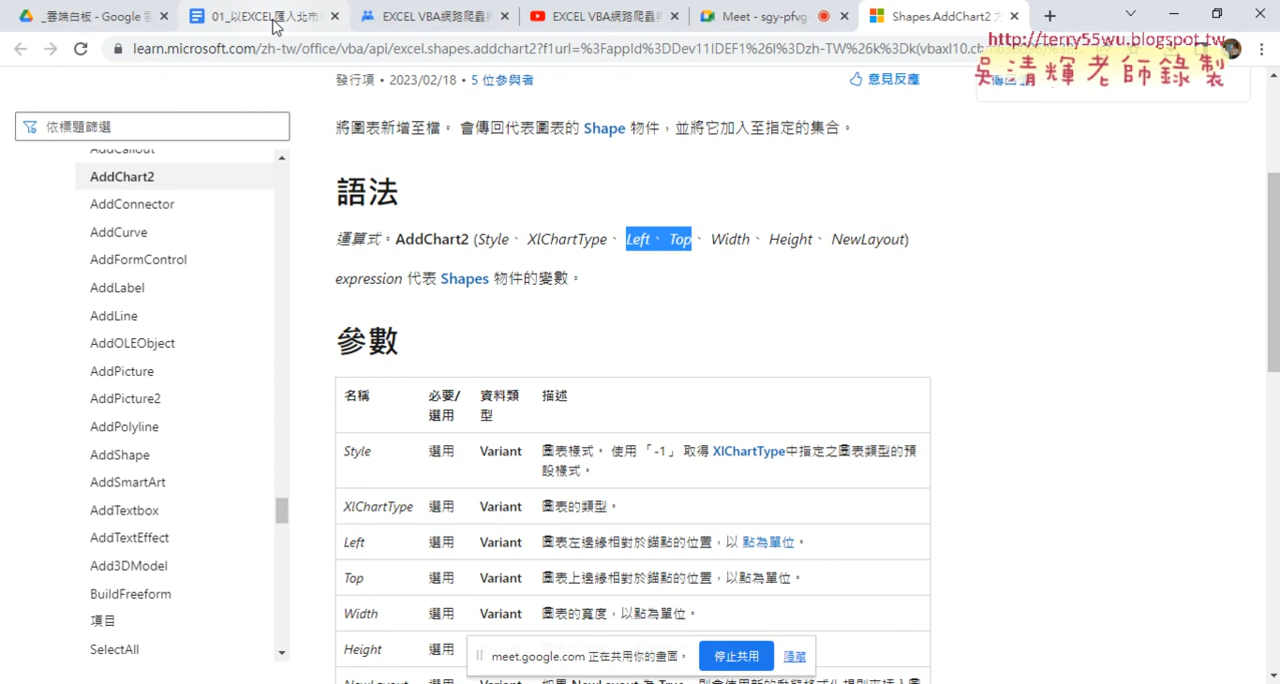 _雲端白板 - Google 雲
01_以EXCEL匯入北市
EXCEL VBA網路爬蟲
EXCEL VBA網路爬蟲
Meet - sgy-pfvg-
Shapes.AddChart2 方
learn.microsoft.com/zh-tw/office/vba/api/excel.shapes.addchart2?f1url=%3FappId%3DDev11IDEF1%26l%3Dzh-TW%26k%3Dk(vbaxl10.ch
http://terry55wu.blogspot.tw
吳清輝老師錄製
發行項 • 2023/02/18 • 5 位參與者
意見反應
依標題篩選
將圖表新增至檔。 會傳回代表圖表的 Shape 物件，並將它加入至指定的集合。
AddCallout
AddChart2
AddConnector
AddCurve
AddFormControl
AddLabel
AddLine
AddOLEObject
AddPicture
AddPicture2
AddPolyline
AddShape
AddSmartArt
AddTextbox
AddTextEffect
Add3DModel
BuildFreeform
項目
SelectAll
語法
運算式。AddChart2 (Style、 XlChartType、 Left、 Top、 Width、 Height、 NewLayout)
expression 代表 Shapes 物件的變數。
參數
名稱 必要/選用 資料類型 描述
Style 選用 Variant 圖表樣式。 使用 「-1」 取得 XlChartType中指定之圖表類型的預
設樣式。
XlChartType 選用 Variant 圖表的類型。
Left 選用 Variant 圖表左邊緣相對於錨點的位置，以 點為單位。
Top 選用 Variant 圖表上邊緣相對於錨點的位置，以點為單位。
Width 選用 Variant 圖表的寬度，以點為單位。
Height 選用
meet.google.com 正在共用你的畫面。 停止共用 隱藏